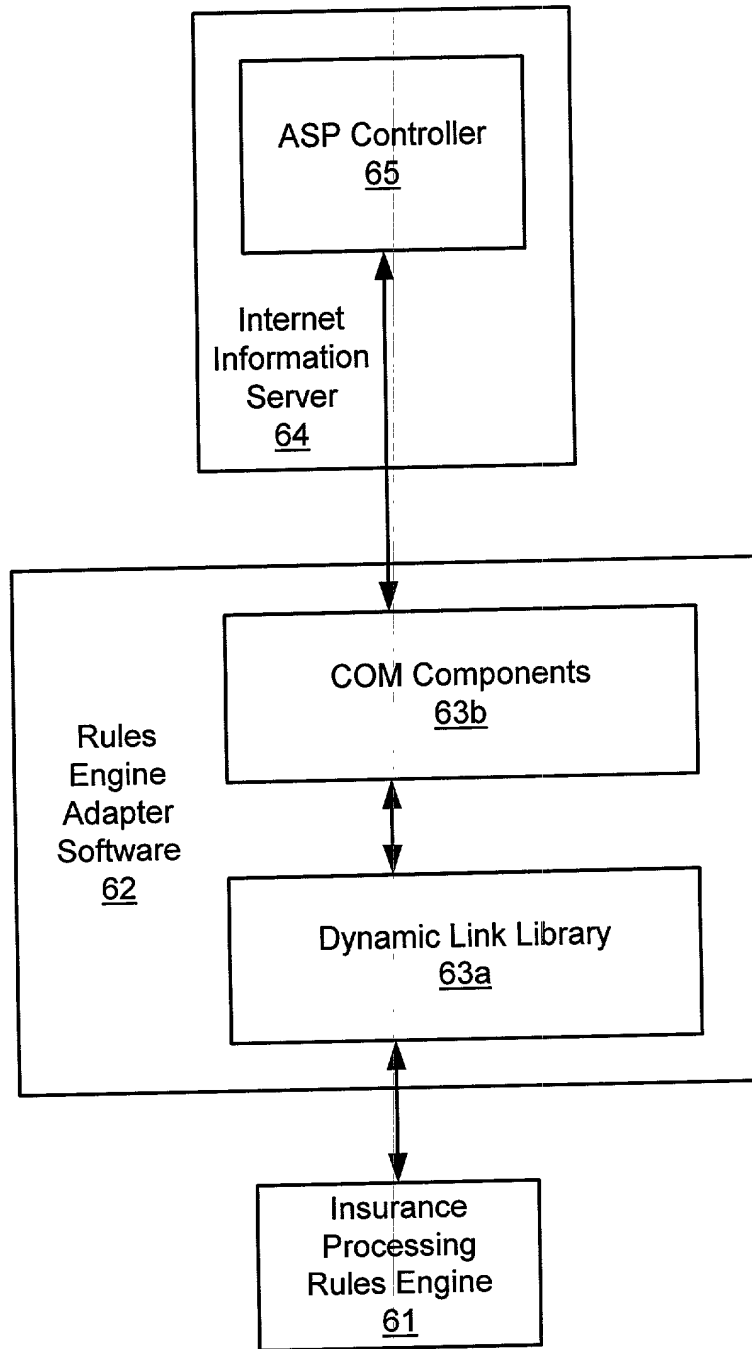 ASP Controller
65
Internet
Information
Server
64
COM Components
63b
Rules
Engine
Adapter
Software
62
Dynamic Link Library
63a
Insurance
Processing
Rules Engine
61